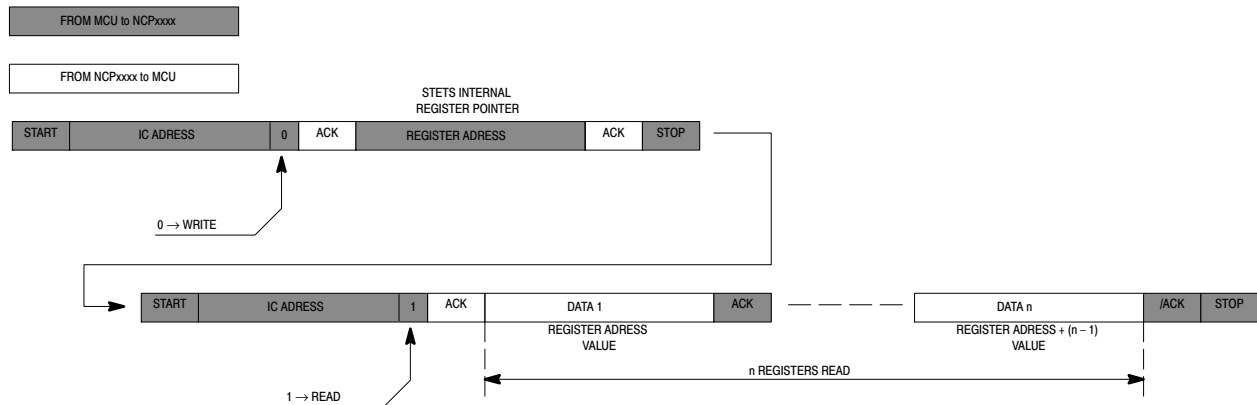 FROM MCU to NCPxxxx
FROM NCPxxxx to MCU
STETS INTERNAL
REGISTER POINTER
START IC ADRESS 0 ACK REGISTER ADRESS ACK STOP
0 → WRITE
START IC ADRESS 1 ACK DATA 1 ACK DATA n /ACK STOP
REGISTER ADRESS REGISTER ADRESS + (n – 1)
VALUE VALUE
n REGISTERS READ
1 → READ